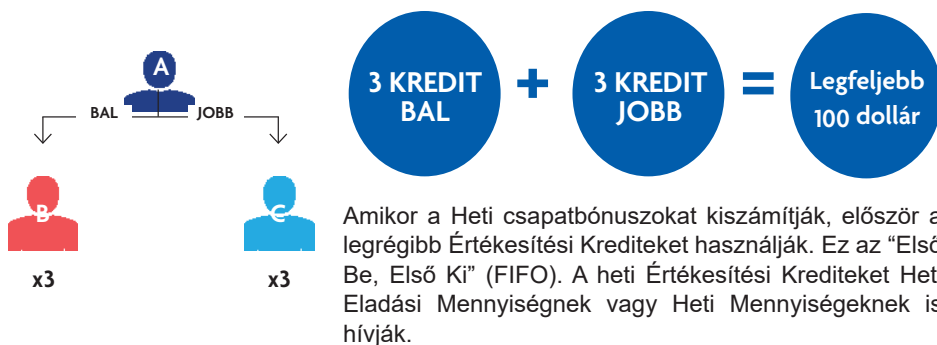 A
BAL JOBB
B C
x3 x3
3 KREDIT
BAL
+
3 KREDIT
JOBB
=
Legfeljebb
100 dollár
Amikor a Heti csapatbónuszokat kiszámítják, először a
legrégibb Értékesítési Krediteket használják. Ez az “Első
Be, Első Ki” (FIFO). A heti Értékesítési Krediteket Heti
Eladási Mennyiségnek vagy Heti Mennyiségeknek is
hívják.